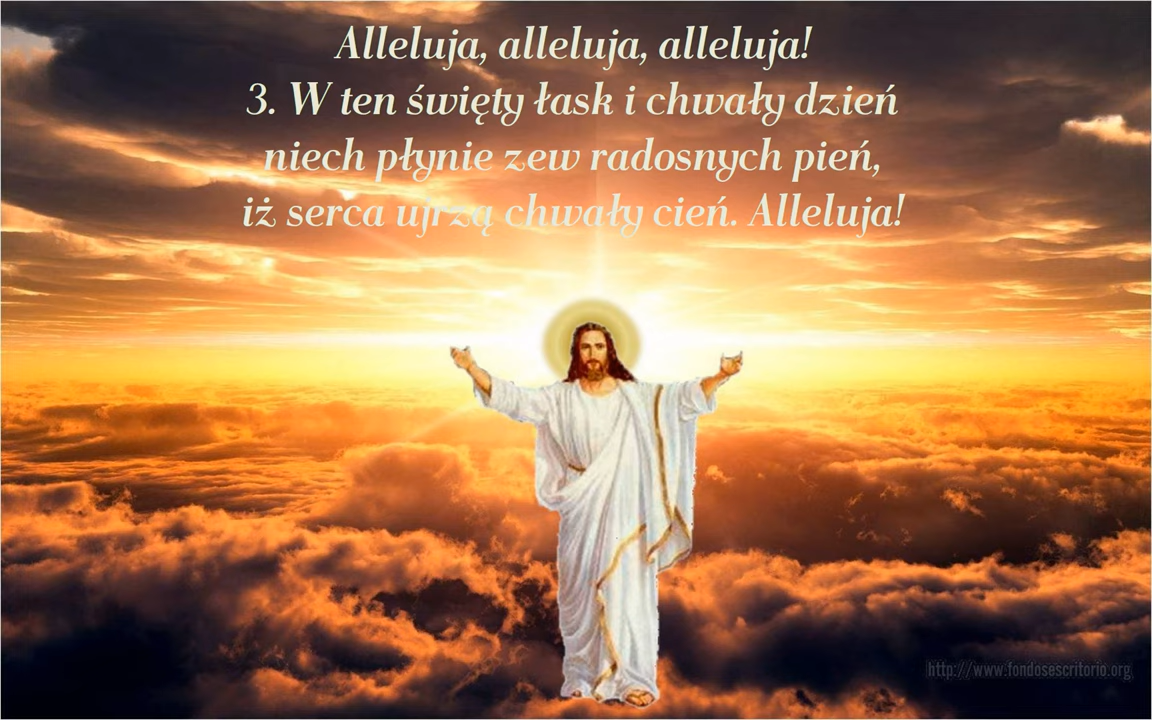 Alleluja, alleluja, alleluja!
3. W ten święty łask i chwały dzień
niech płynie zew radosnych pień,
iż serca ujrzą chwały cień. Alleluja!
http://www.fondosescritorio.org